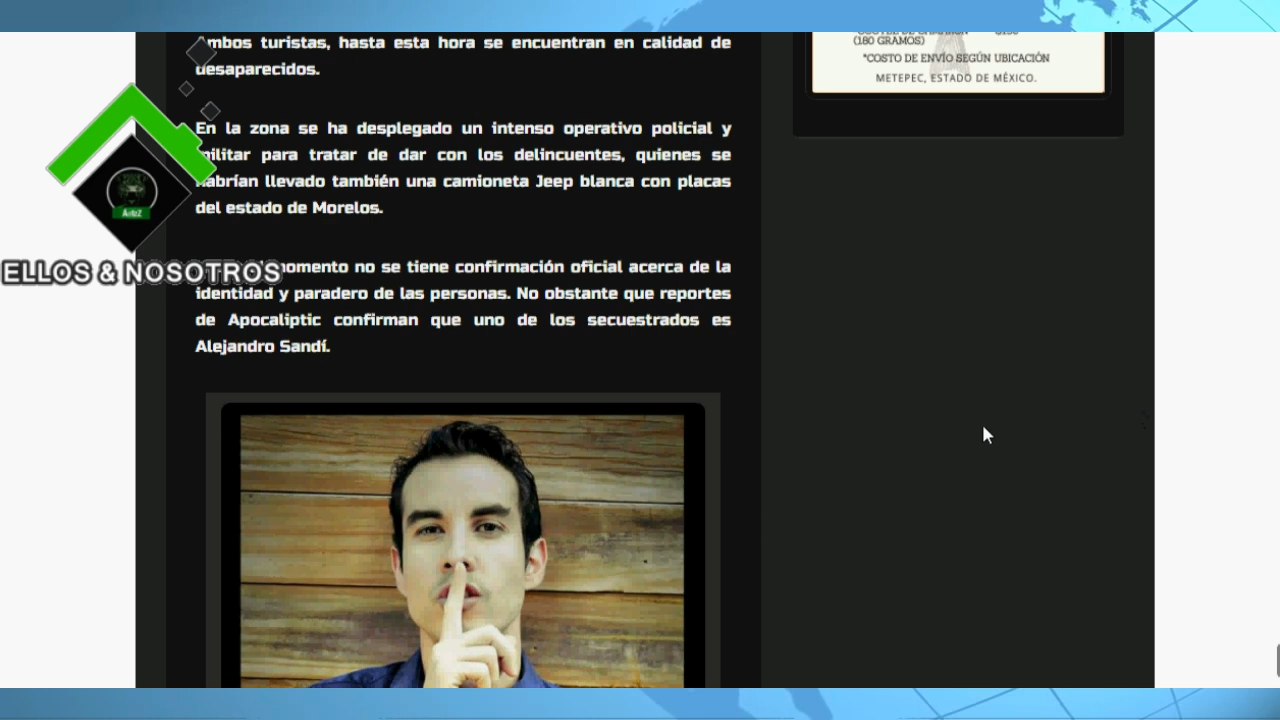 Ambos turistas, hasta esta hora se encuentran en calidad de
desaparecidos.
En la zona se ha desplegado un intenso operativo policial y
militar para tratar de dar con los delincuentes, quienes se
habrían llevado también una camioneta Jeep blanca con placas
del estado de Morelos.
momento no se tiene confirmación oficial acerca de la
identidad y paradero de las personas. No obstante que reportes
de Apocaliptic confirman que uno de los secuestrados es
Alejandro Sandí.
ELLOS & NOSOTROS
(180 GRAMOS)
*COSTO DE ENVÍO SEGÚN UBICACIÓN
METEPEC, ESTADO DE MÉXICO.